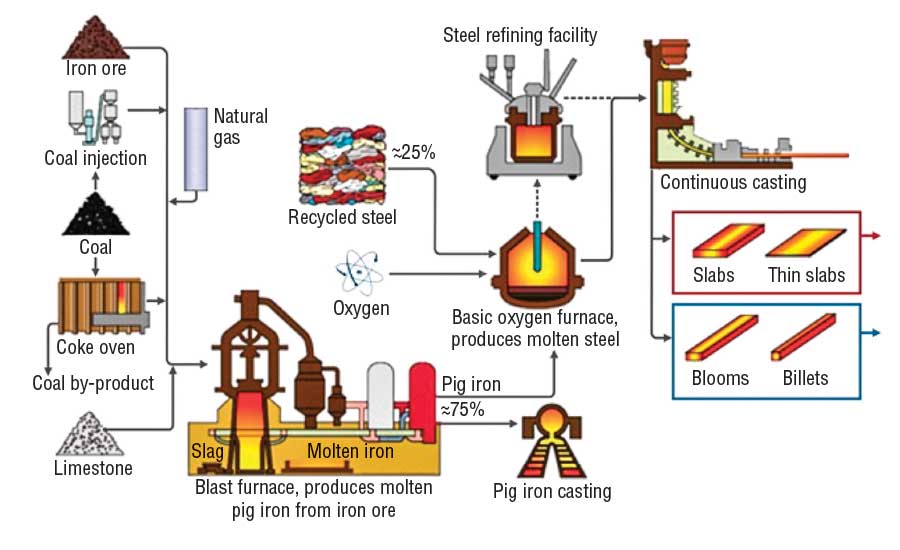 Steel refining facility
Iron ore
Natural
gas
Coal injection
≈25%
Continuous casting
Recycled steel
Coal
Slabs
Thin slabs
Oxygen
Basic oxygen furnace,
produces molten steel
Coke oven
Coal by-product
Pig iron
≈75%
Blooms
Billets
Slag
Molten iron
Limestone
Blast furnace, produces molten
pig iron from iron ore
Pig iron casting